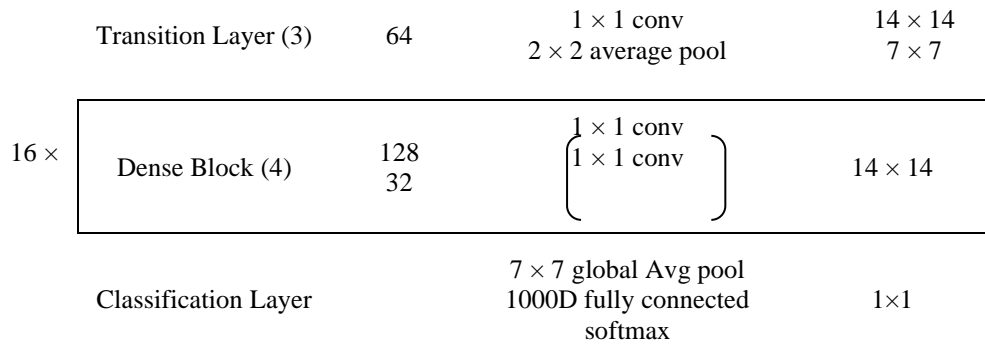 Transition Layer (3) 64 1 × 1 conv 14 × 14
2 × 2 average pool 7 × 7
1 × 1 conv
16 × Dense Block (4) 128 1 × 1 conv 14 × 14
32
7 × 7 global Avg pool
Classification Layer 1000D fully connected 1×1
softmax